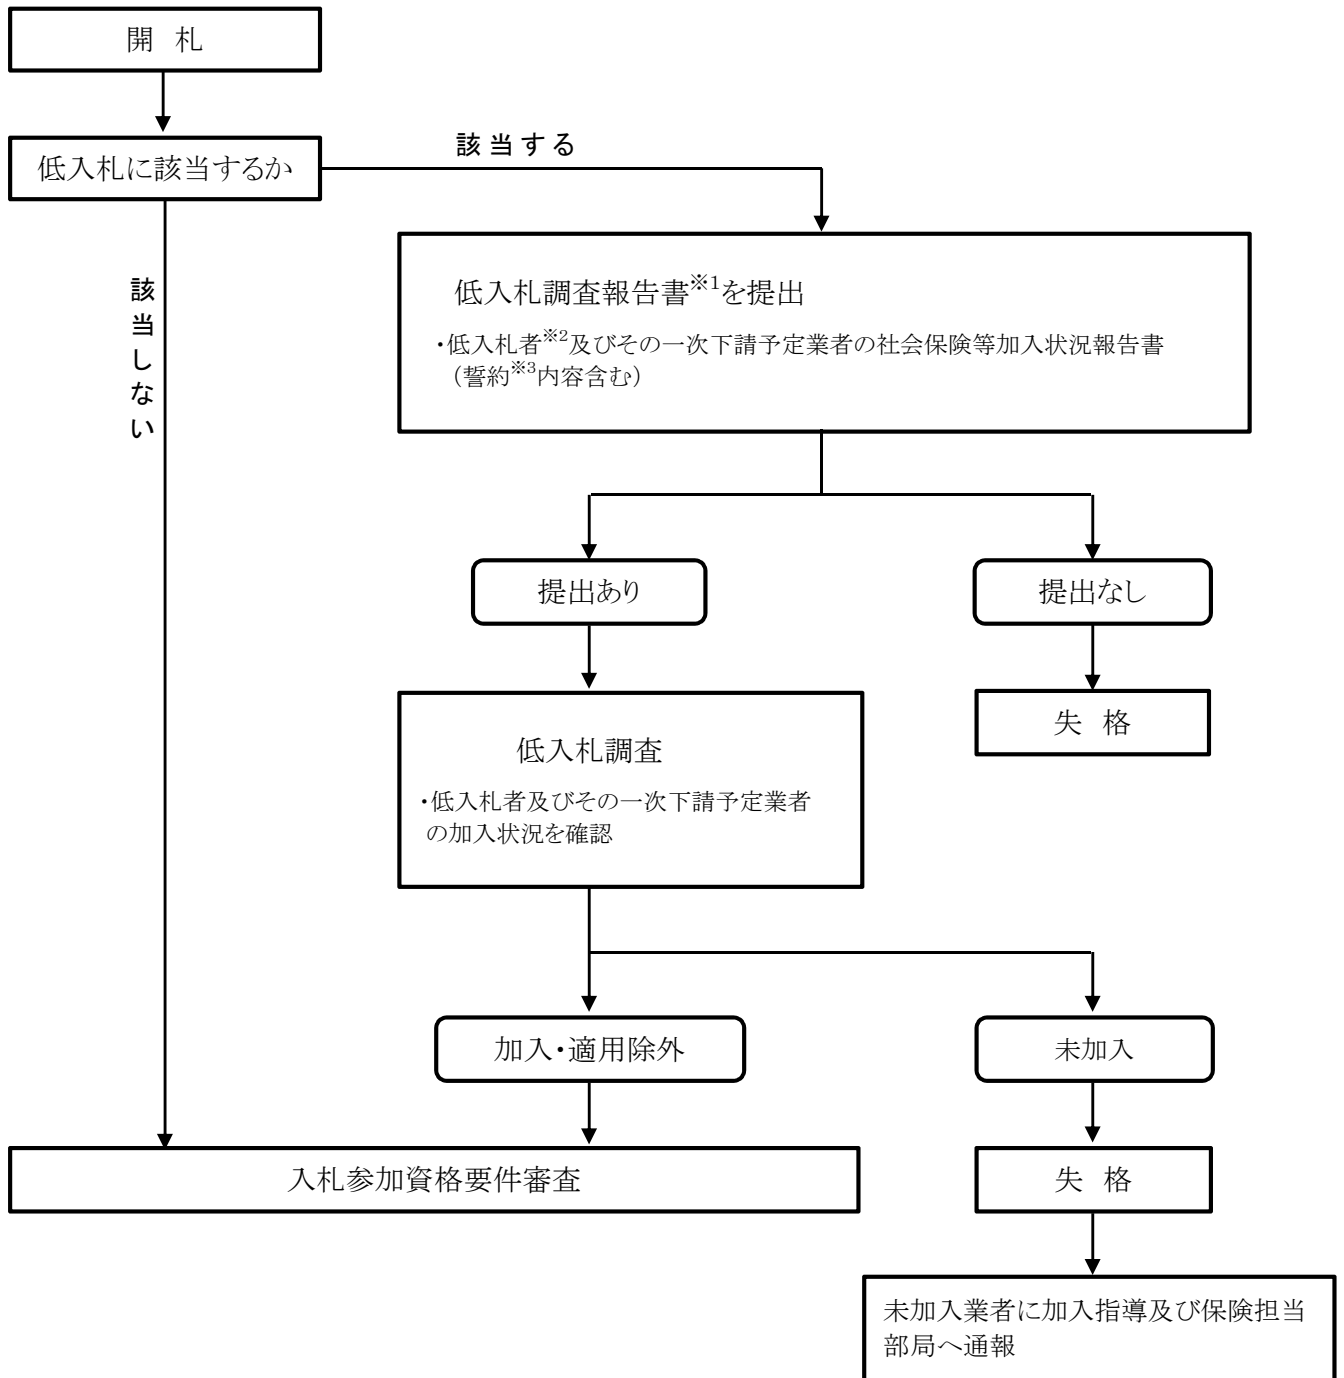 開 札
低入札に該当するか
該当する
該当しない
低入札調査報告書※1を提出
・低入札者※2及びその一次下請予定業者の社会保険等加入状況報告書
（誓約※3内容含む）
提出あり
提出なし
失 格
低入札調査
・低入札者及びその一次下請予定業者
の加入状況を確認
加入・適用除外
未加入
入札参加資格要件審査
失 格
未加入業者に加入指導及び保険担当
部局へ通報